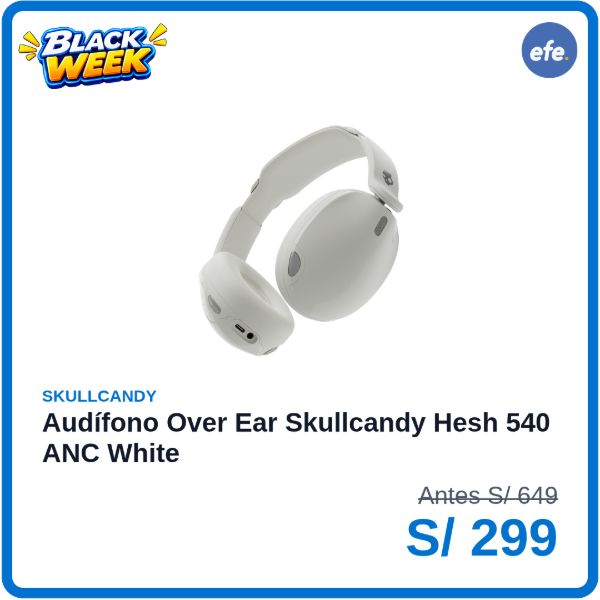 BLACK
WEEK
efe.
SKULLCANDY
Audífono Over Ear Skullcandy Hesh 540
ANC White
Antes S/ 649
S/ 299